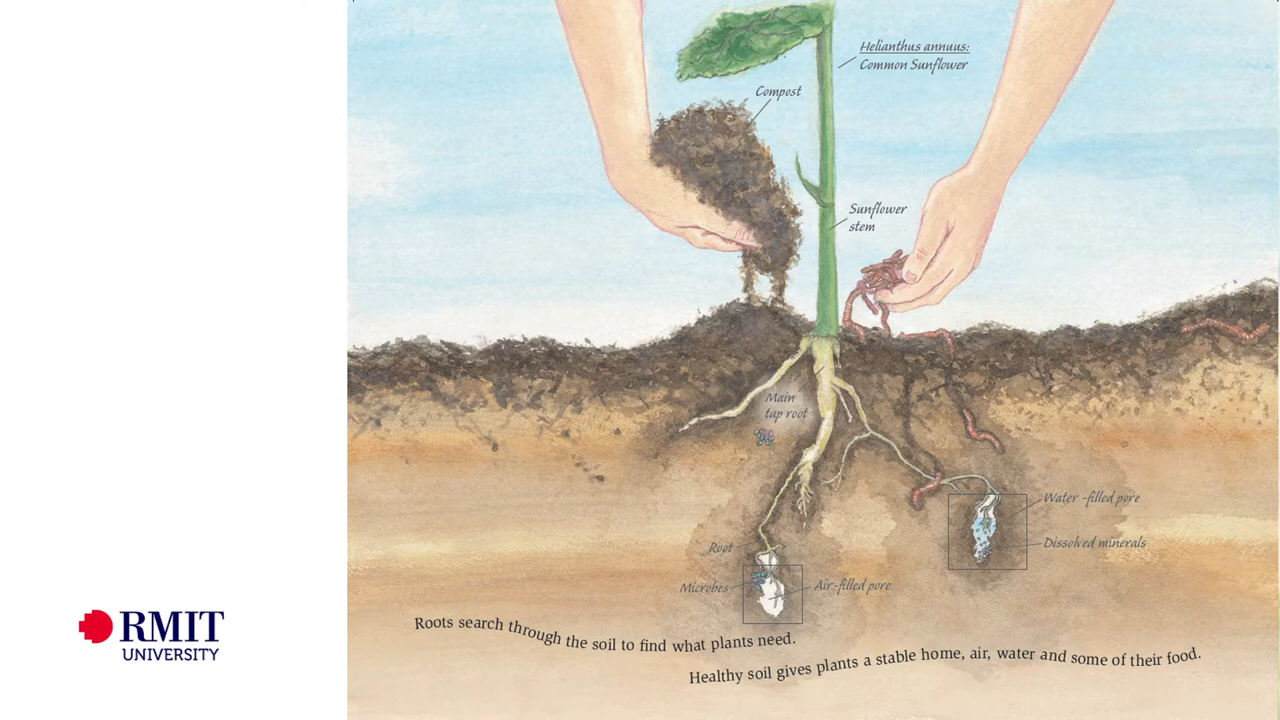 Helianthus annuus:
Common Sunflower
Compost
Sunflower
stem
Main
tap root
Water -filled pore
Dissolved minerals
Root
Microbes
Air-filled pore
Roots search through the soil to find what plants need.
Healthy soil gives plants a stable home, air, water and some of their food.
RMIT
UNIVERSITY